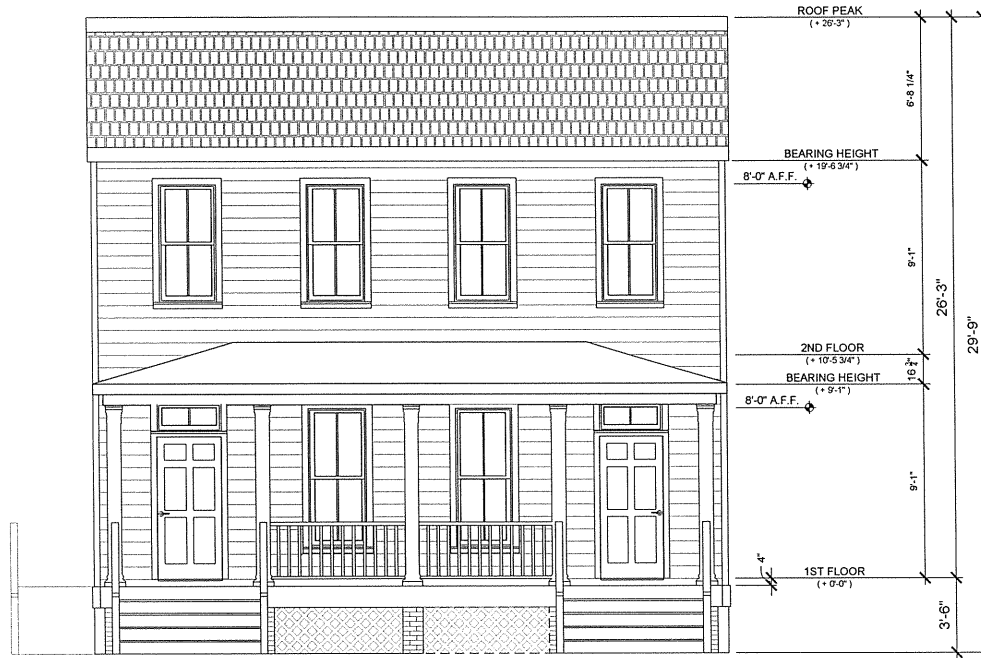 ROOF PEAK
( + 26'-3" )
6'-8 1/4"
BEARING HEIGHT
( + 19'-6 3/4" )
8'-0" A.F.F.
9'-1"
26'-3"
29'-9"
2ND FLOOR
( + 10'-5 3/4" )
16 3/4"
BEARING HEIGHT
( + 9'-1" )
8'-0" A.F.F.
9'-1"
4"
1ST FLOOR
( + 0'-0" )
3'-6"